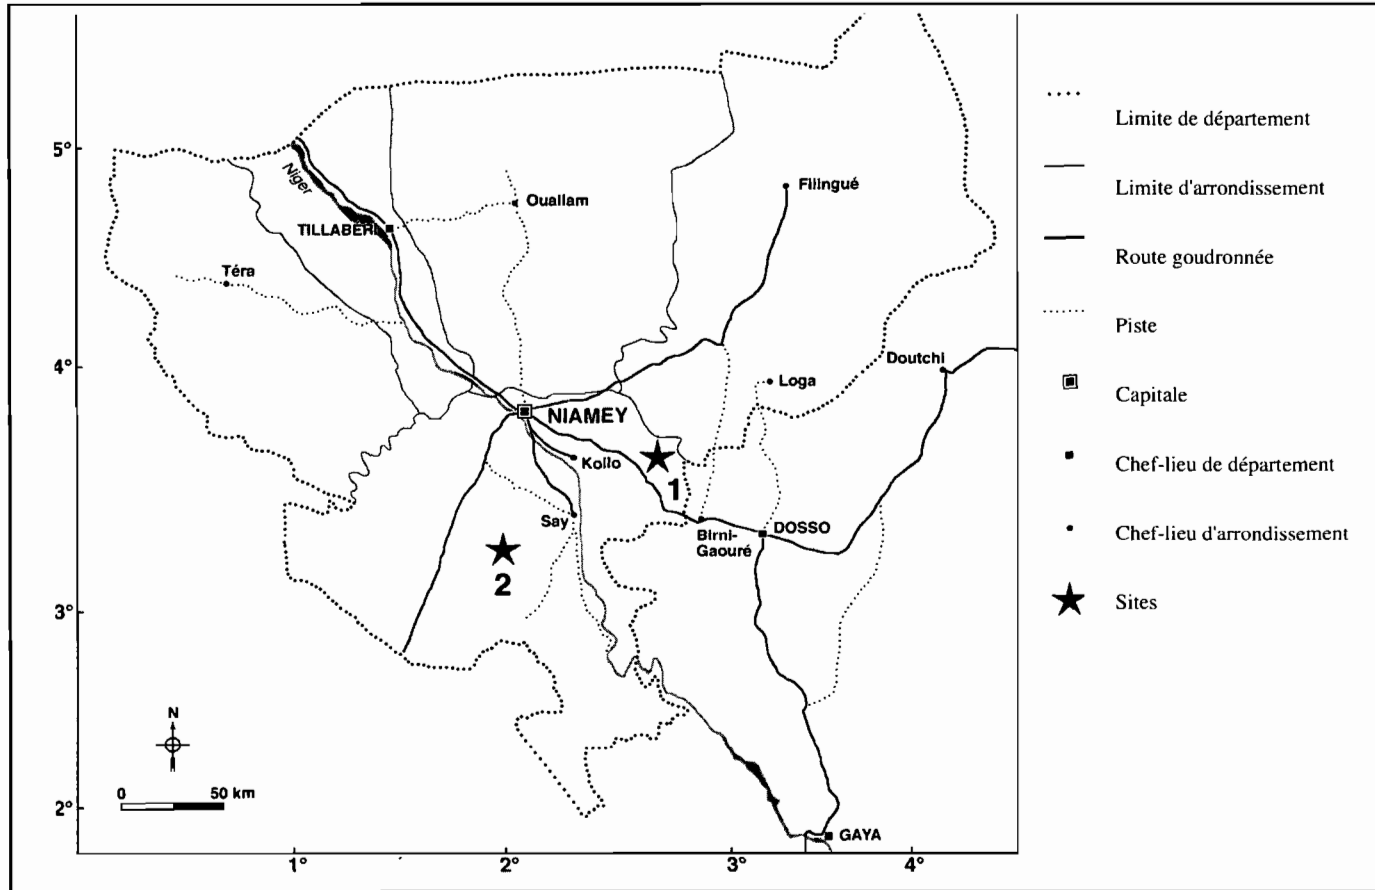 5°
4°
3°
2°
1°
2°
3°
4°
Niger
TILLABERI
Ouallam
Filingué
Téra
Loga
Doutchi
NIAMEY
Kollo
1
Say
Birni-
Gaouré
DOSSO
2
N
0 50 km
GAYA
Limite de département
Limite d'arrondissement
Route goudronnée
Piste
Capitale
Chef-lieu de département
Chef-lieu d'arrondissement
Sites